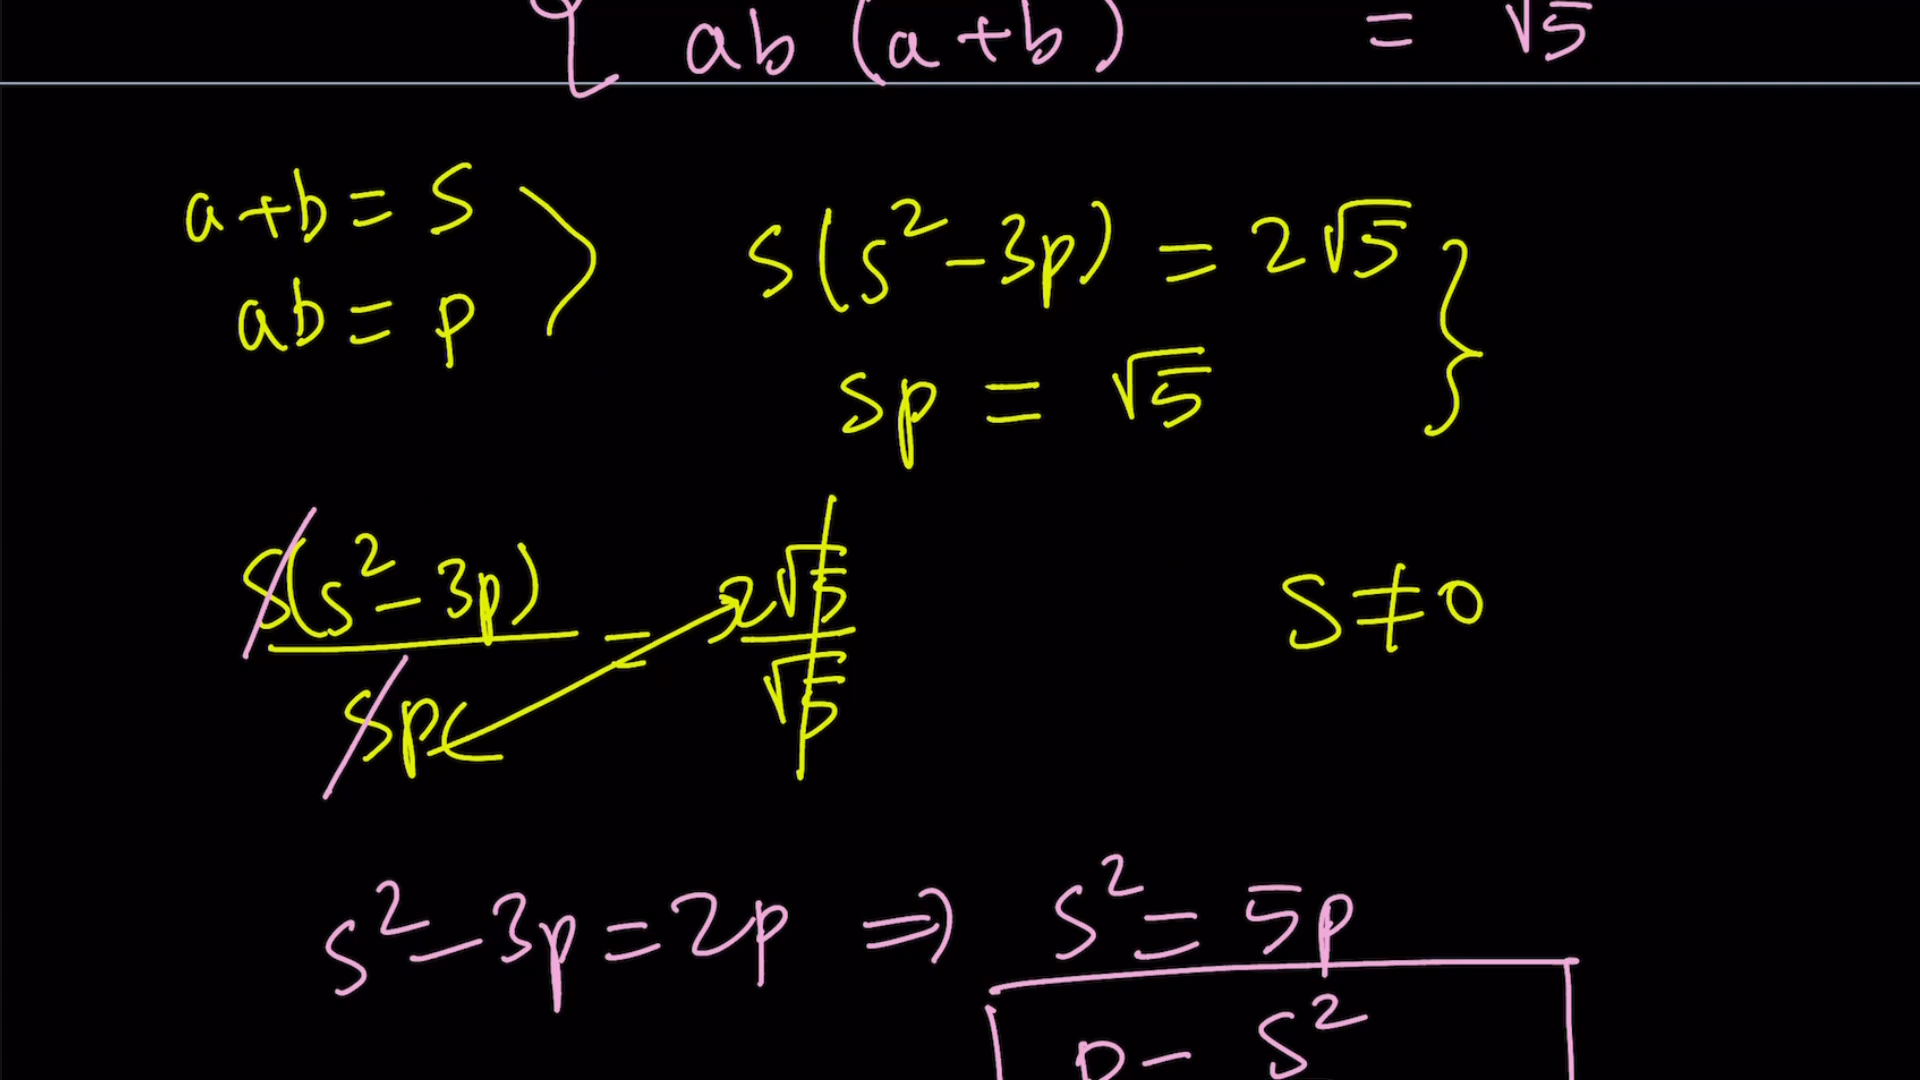 ab (a+b) = √5
a+b = S
S(S²-3p) = 2√5
ab = p
Sp = √5
S(S²-3p) / Sp = 2√5 / √5
S≠0
S²-3p = 2p ⇒ S² = 5p
p = S²